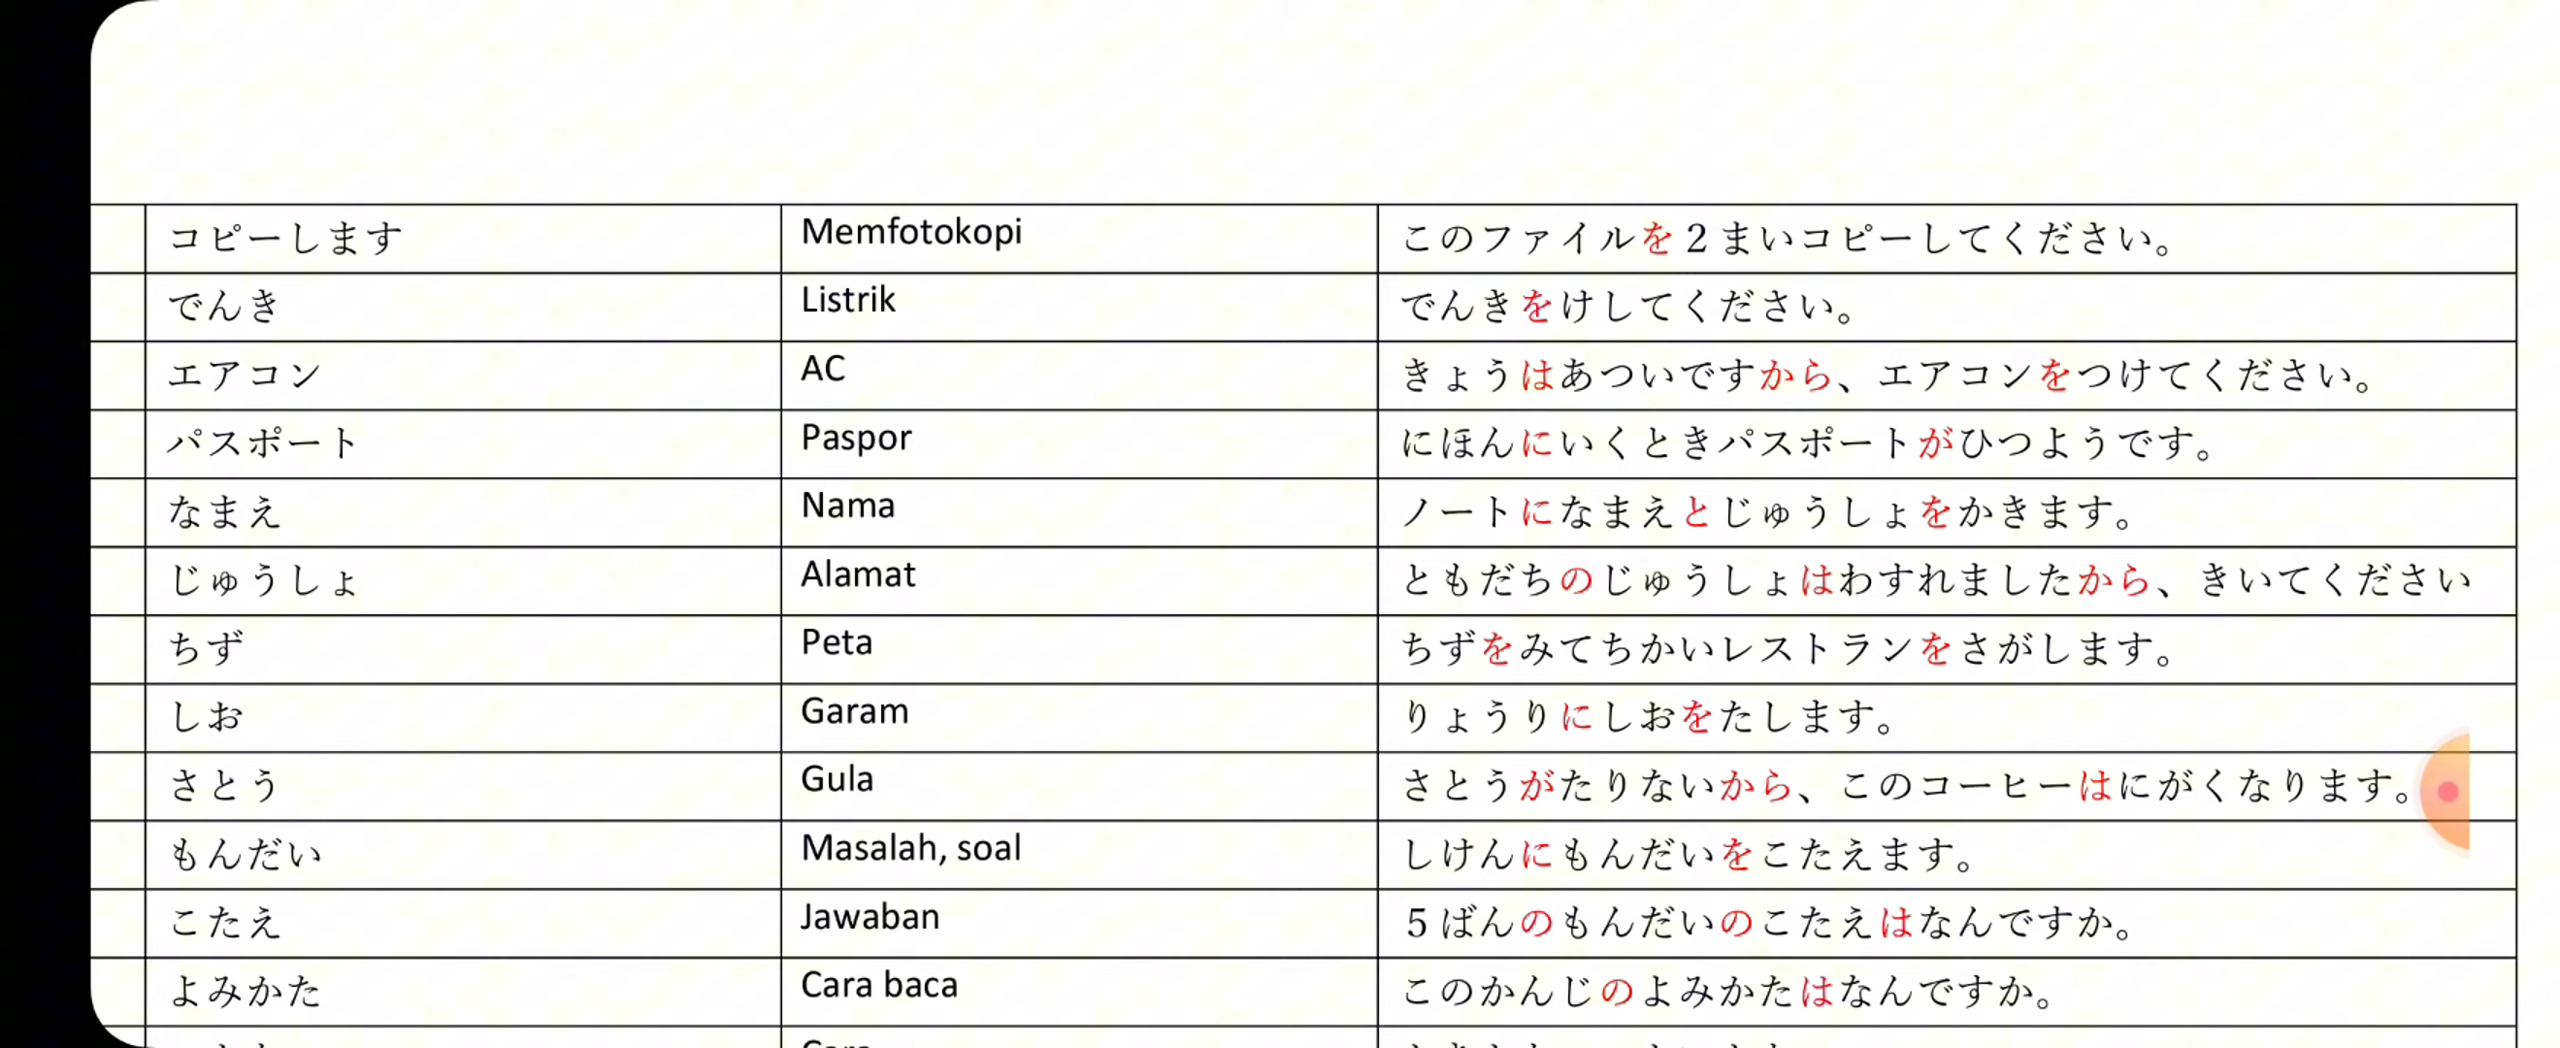 コピーします Memfotokopi このファイルを2まいコピーしてください。
でんき Listrik でんきをけしてください。
エアコン AC きょうはあついですから、エアコンをつけてください。
パスポート Paspor にほんにいくときパスポートがひつようです。
なまえ Nama ノートになまえとじゅうしょをかきます。
じゅうしょ Alamat ともだちのじゅうしょはわすれましたから、きいてください
ちず Peta ちずをみてちかいレストランをさがします。
しお Garam りょうりにしおをたします。
さとう Gula さとうがたりないから、このコーヒーはにがくなります。
もんだい Masalah, soal しけんにもんだいをこたえます。
こたえ Jawaban 5ばんのもんだいのこたえはなんですか。
よみかた Cara baca このかんじのよみかたはなんですか。